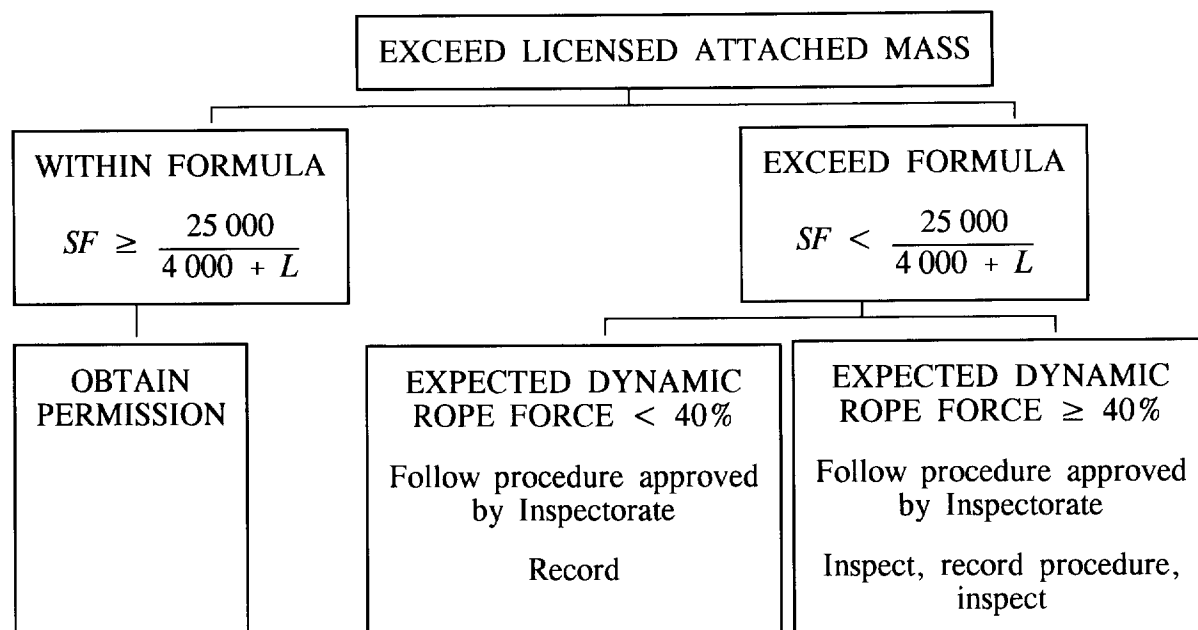 EXCEED LICENSED ATTACHED MASS
WITHIN FORMULA
SF ≥ 25 000 / 4 000 + L
EXCEED FORMULA
SF < 25 000 / 4 000 + L
OBTAIN
PERMISSION
EXPECTED DYNAMIC
ROPE FORCE < 40%
Follow procedure approved
by Inspectorate
Record
EXPECTED DYNAMIC
ROPE FORCE ≥ 40%
Follow procedure approved
by Inspectorate
Inspect, record procedure,
inspect